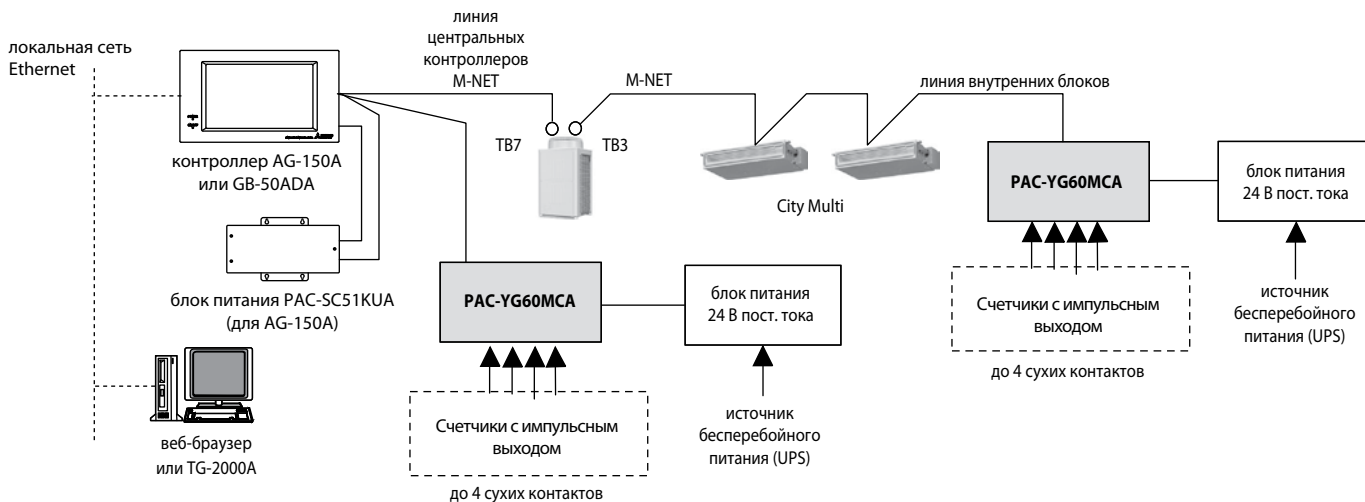 локальная сеть
Ethernet
контроллер AG-150A
или GB-50ADA
блок питания PAC-SC51KUA
(для AG-150A)
веб-браузер
или TG-2000A
линия
центральных
контроллеров
M-NET
TB7
TB3
M-NET
линия внутренних блоков
City Multi
PAC-YG60MCA
блок питания
24 В пост. тока
Счетчики с импульсным
выходом
до 4 сухих контактов
источник
бесперебойного
питания (UPS)
PAC-YG60MCA
блок питания
24 В пост. тока
Счетчики с импульсным
выходом
до 4 сухих контактов
источник
бесперебойного
питания (UPS)